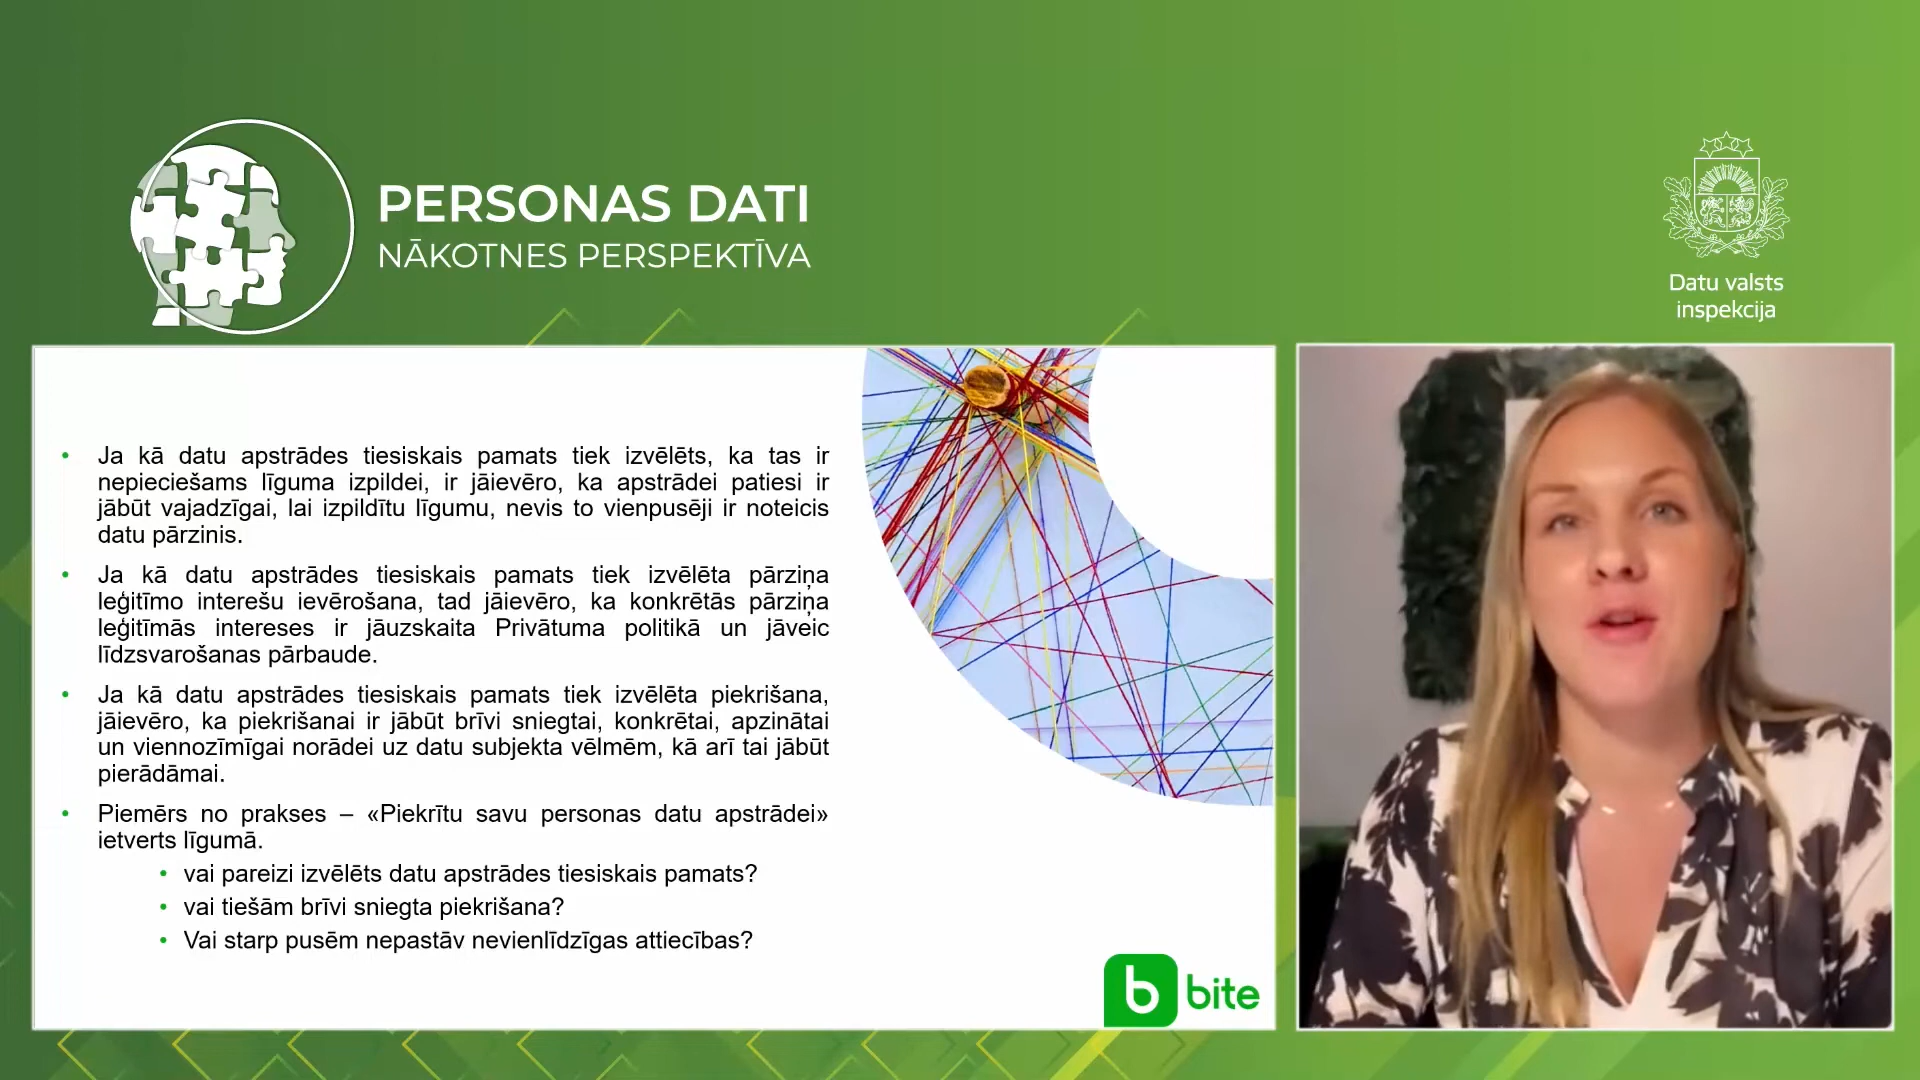 PERSONAS DATI
NĀKOTNES PERSPEKTĪVA
Datu valsts
inspekcija
• Ja kā datu apstrādes tiesiskais pamats tiek izvēlēts, ka tas ir
nepieciešams līguma izpildei, ir jāievēro, ka apstrādei patiesi ir
jābūt vajadzīgai, lai izpildītu līgumu, nevis to vienpusēji ir noteicis
datu pārzinis.
• Ja kā datu apstrādes tiesiskais pamats tiek izvēlēta pārziņa
leģitīmo interešu ievērošana, tad jāievēro, ka konkrētās pārziņa
leģitīmās intereses ir jāuzskaita Privātuma politikā un jāveic
līdzsvarošanas pārbaude.
• Ja kā datu apstrādes tiesiskais pamats tiek izvēlēta piekrišana,
jāievēro, ka piekrišanai ir jābūt brīvi sniegtai, konkrētai, apzinātai
un viennozīmīgai norādei uz datu subjekta vēlmēm, kā arī tai jābūt
pierādāmai.
• Piemērs no prakses – «Piekrītu savu personas datu apstrādei»
ietverts līgumā.
• vai pareizi izvēlēts datu apstrādes tiesiskais pamats?
• vai tiešām brīvi sniegta piekrišana?
• Vai starp pusēm nepastāv nevienlīdzīgas attiecības?
b bite